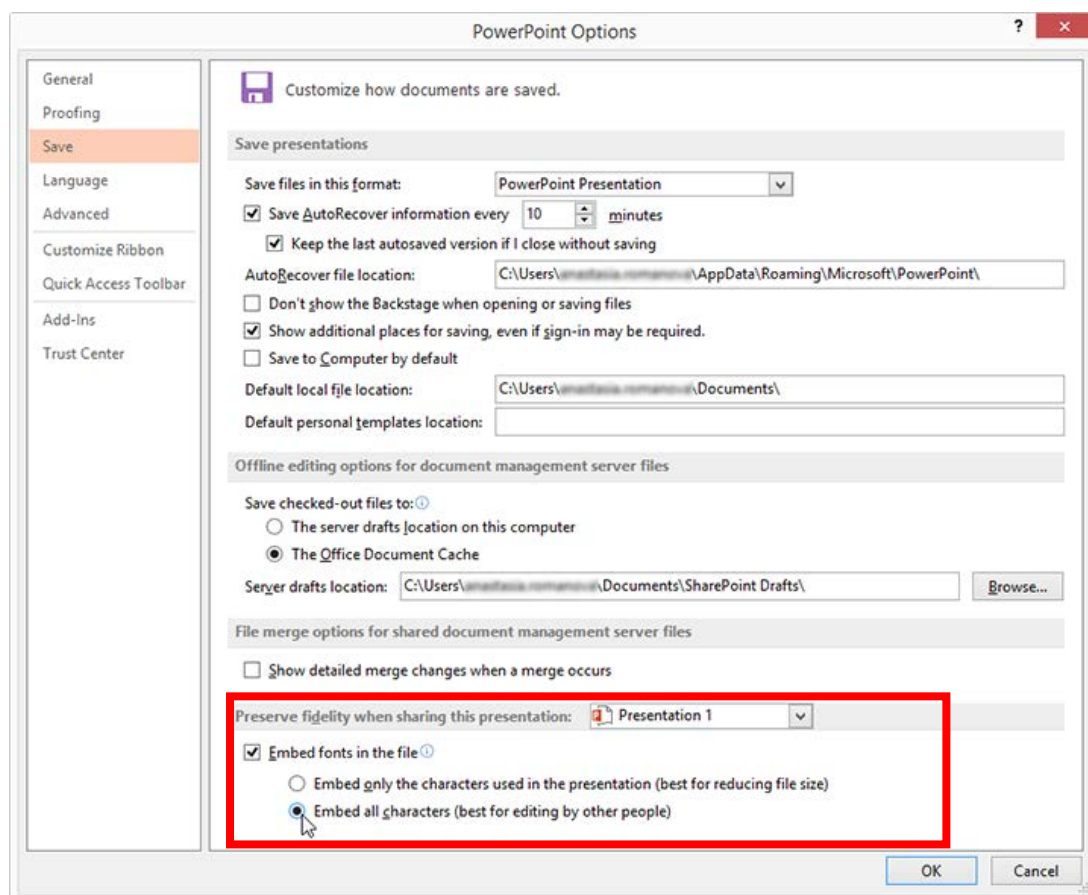 PowerPoint Options
?
General
Proofing
Save
Language
Advanced
Customize Ribbon
Quick Access Toolbar
Add-Ins
Trust Center
Customize how documents are saved.
Save presentations
Save files in this format: PowerPoint Presentation
Save AutoRecover information every 10 minutes
Keep the last autosaved version if I close without saving
AutoRecover file location: C:\Users\ \AppData\Roaming\Microsoft\PowerPoint\
Don't show the Backstage when opening or saving files
Show additional places for saving, even if sign-in may be required.
Save to Computer by default
Default local file location: C:\Users\ \Documents\
Default personal templates location:
Offline editing options for document management server files
Save checked-out files to:
The server drafts location on this computer
The Office Document Cache
Server drafts location: C:\Users\ \Documents\SharePoint Drafts\ Browse...
File merge options for shared document management server files
Show detailed merge changes when a merge occurs
Preserve fidelity when sharing this presentation: Presentation 1
Embed fonts in the file
Embed only the characters used in the presentation (best for reducing file size)
Embed all characters (best for editing by other people)
OK Cancel